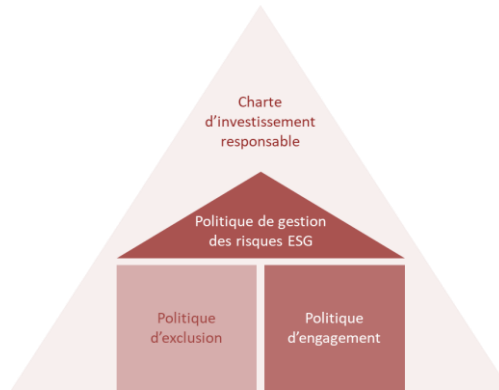 Charte
d’investissement
responsable
Politique de gestion
des risques ESG
Politique
d’exclusion
Politique
d’engagement